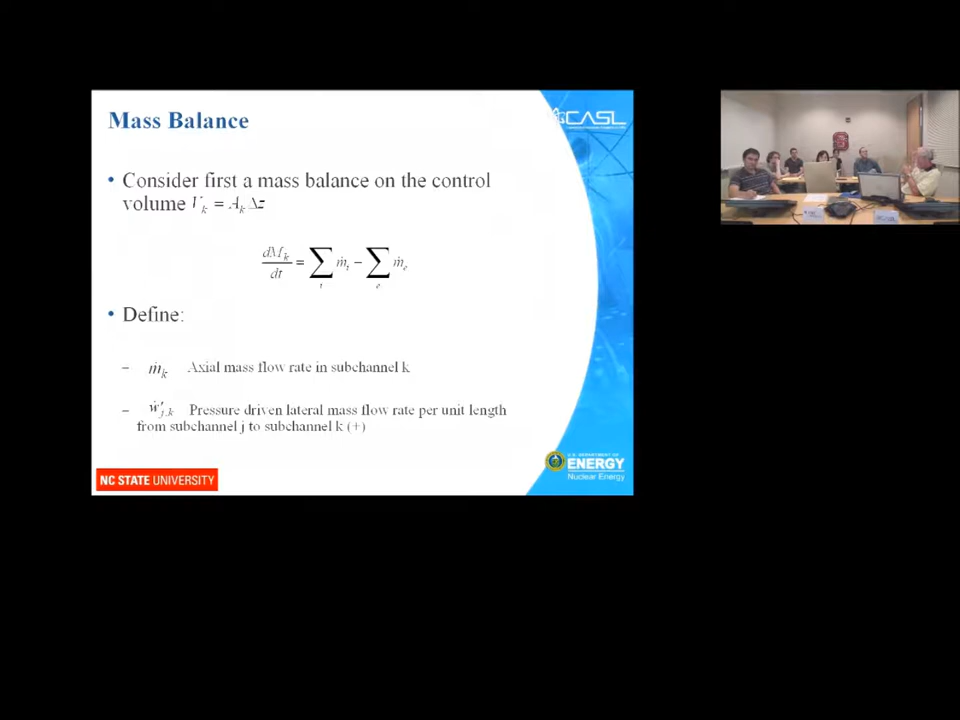 Mass Balance
CASL
• Consider first a mass balance on the control
volume V_k = A_k Δz
dM_k/dt = ∑_i ṁ_i − ∑_e ṁ_e
• Define:
– ṁ_k Axial mass flow rate in subchannel k
– ẇ′_{j,k} Pressure driven lateral mass flow rate per unit length
from subchannel j to subchannel k (+)
NC STATE UNIVERSITY
U.S. DEPARTMENT OF
ENERGY
Nuclear Energy